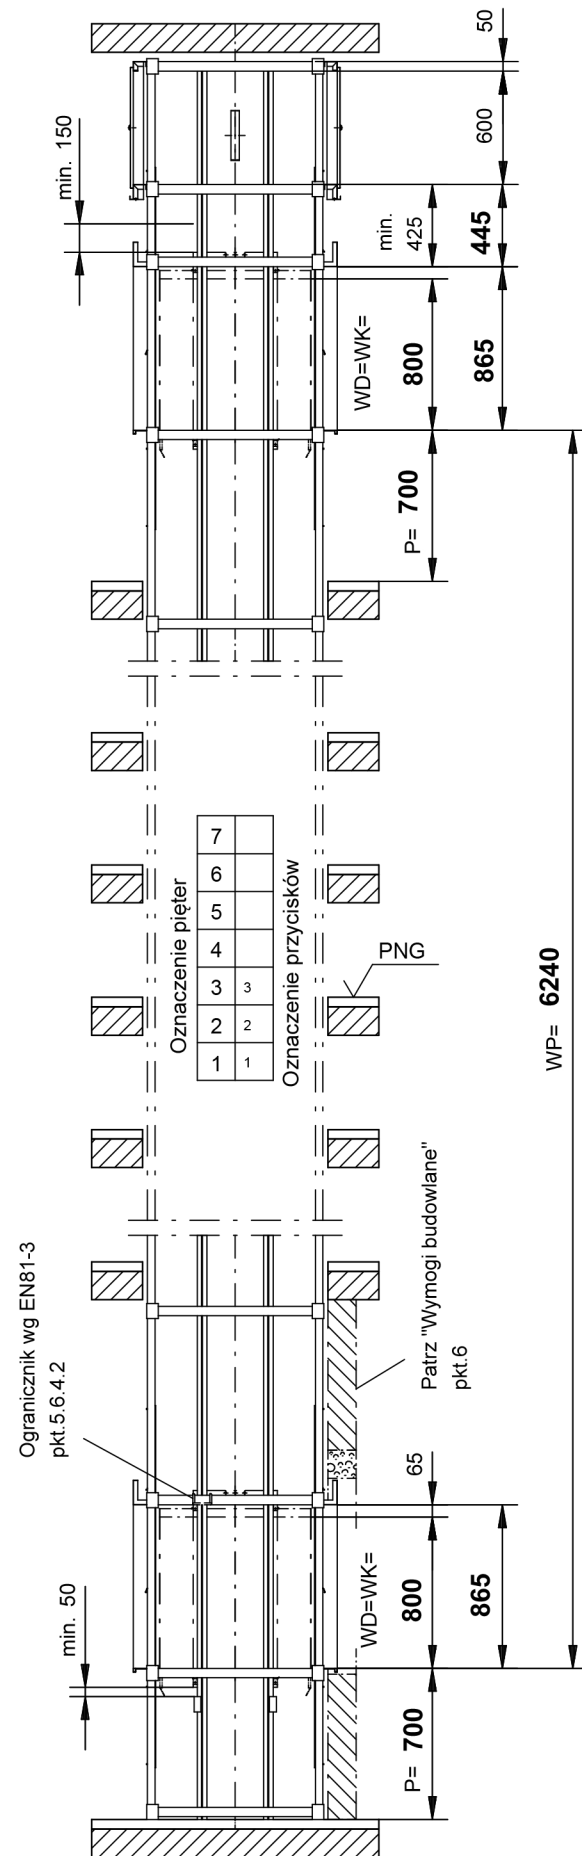 50
600
min. 150
min.
425
445
WD=WK=
800
865
P= 700
Oznaczenie pięter
7
6
5
4
3 3
2 2
1 1
Oznaczenie przycisków
PNG
WP= 6240
Ogranicznik wg EN81-3
pkt.5.6.4.2
Patrz "Wymogi budowlane"
pkt.6
65
min. 50
WD=WK=
800
865
P= 700